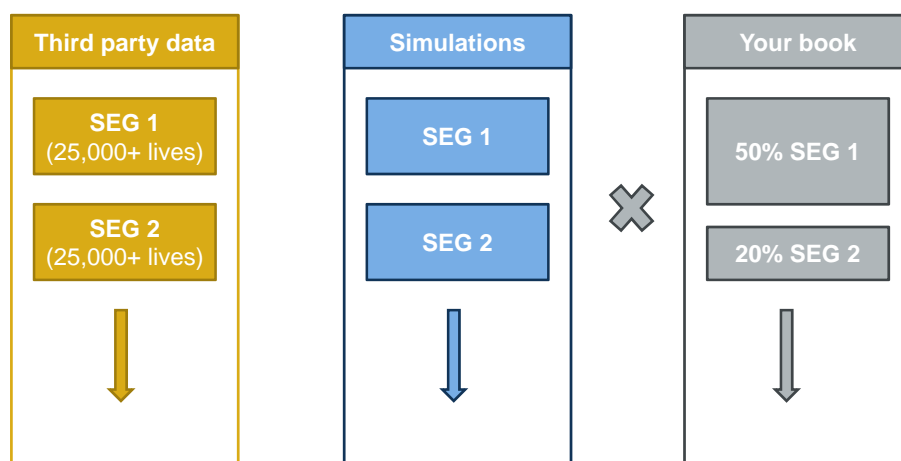 Third party data
SEG 1
(25,000+ lives)
SEG 2
(25,000+ lives)
Simulations
SEG 1
SEG 2
Your book
50% SEG 1
20% SEG 2